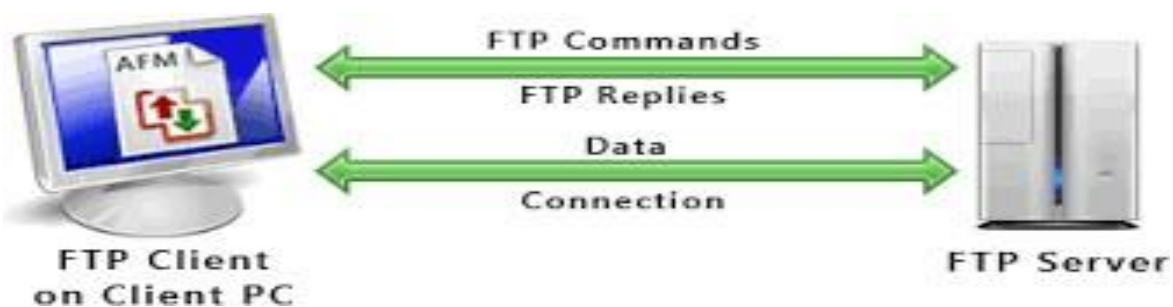 AFM
FTP Commands
FTP Replies
Data
Connection
FTP Client
on Client PC
FTP Server